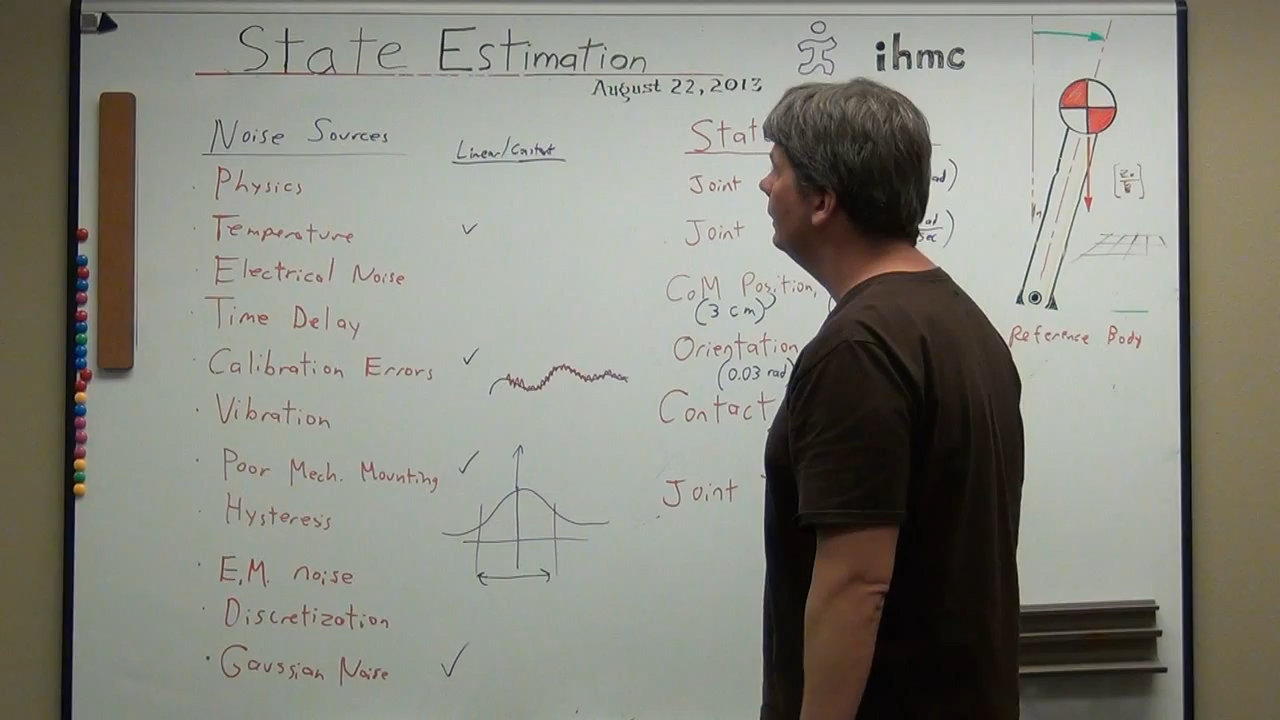 State Estimation
ihmc
August 22, 2013
Noise Sources
Physics
Temperature
Electrical Noise
Time Delay
Calibration Errors
Vibration
Poor Mech. Mounting
Hysteresis
E.M. noise
Discretization
Gaussian Noise
Stat
Joint
ad)
Joint
CoM Position,
(3 cm)
Orientation
(0.03 rad)
Contact
Joint
Reference Body